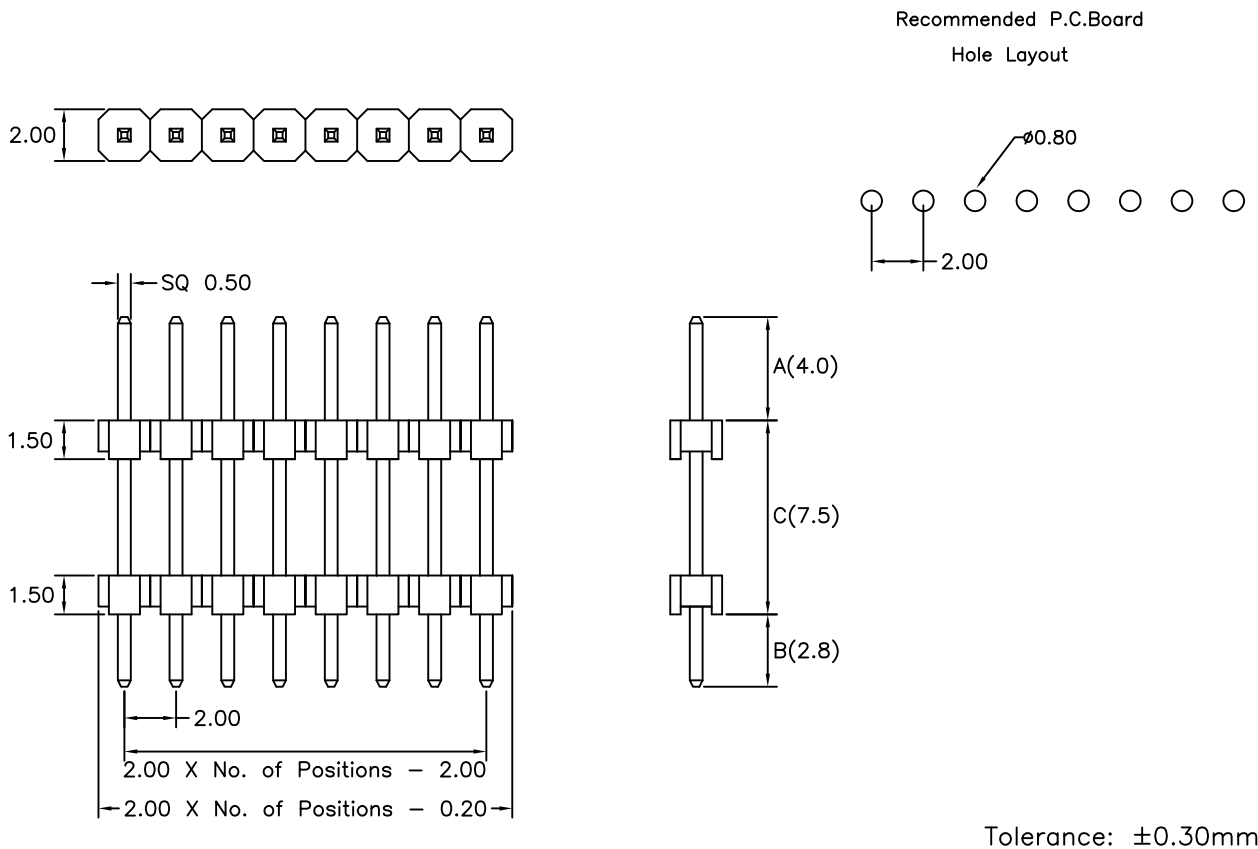 Recommended P.C.Board
Hole Layout
2.00
ø0.80
2.00
SQ 0.50
A(4.0)
1.50
C(7.5)
1.50
B(2.8)
2.00
2.00 X No. of Positions - 2.00
2.00 X No. of Positions - 0.20
Tolerance: ±0.30mm